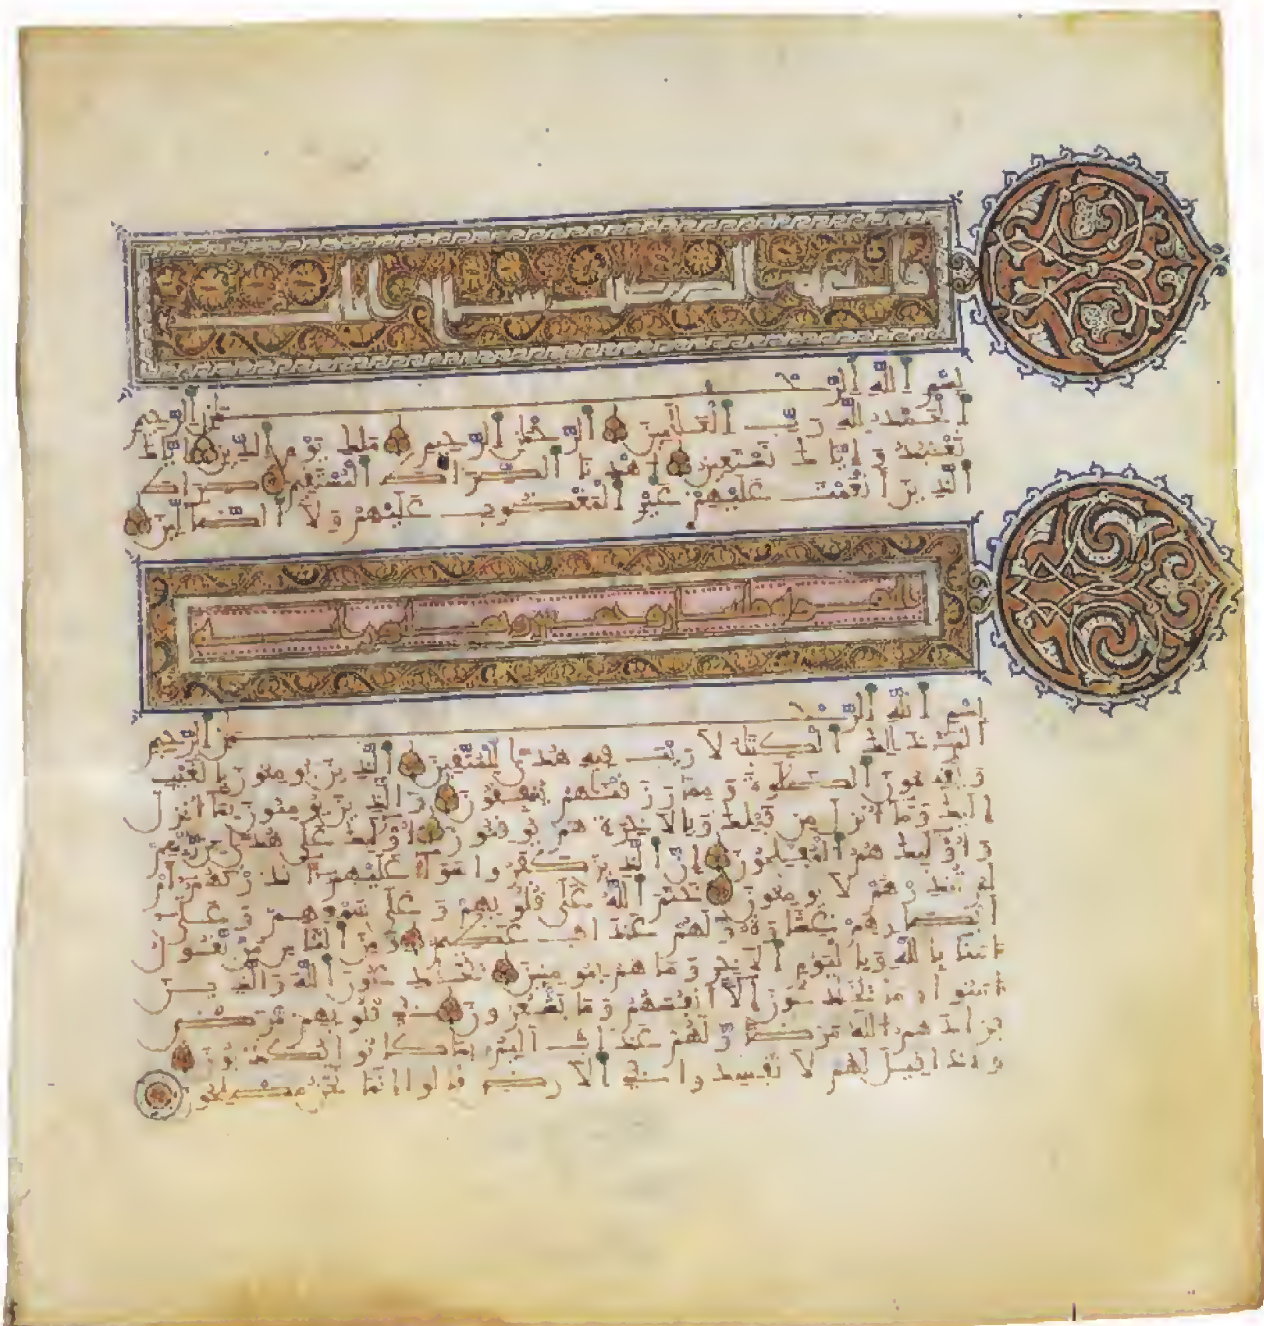 بسم الله الرحمن الرحيم
الحمد لله رب العلمين الرحمن الرحيم ملك يوم الدين اياك
نعبد واياك نستعين اهدنا الصراط المستقيم صراط
الذين انعمت عليهم غير المغضوب عليهم ولا الضالين
بسم الله الرحمن الرحيم
الم ذلك الكتب لا ريب فيه هدى للمتقين الذين يومنون بالغيب
ويقيمون الصلوة ومما رزقنهم ينفقون والذين يومنون بما انزل
اليك وما انزل من قبلك وبالاخرة هم يوقنون اوليك على هدى من ربهم
واوليك هم المفلحون ان الذين كفروا سواء عليهم ءانذرتهم ام
لم تنذرهم لا يومنون ختم الله على قلوبهم وعلى سمعهم وعلى
ابصرهم غشوة ولهم عذاب عظيم ومن الناس من يقول
ءامنا بالله وباليوم الاخر وما هم بمومنين يخدعون الله والذين
ءامنوا وما يخدعون الا انفسهم وما يشعرون في قلوبهم مرض
فزادهم الله مرضا ولهم عذاب اليم بما كانوا يكذبون
واذا قيل لهم لا تفسدوا في الارض قالوا انما نحن مصلحون